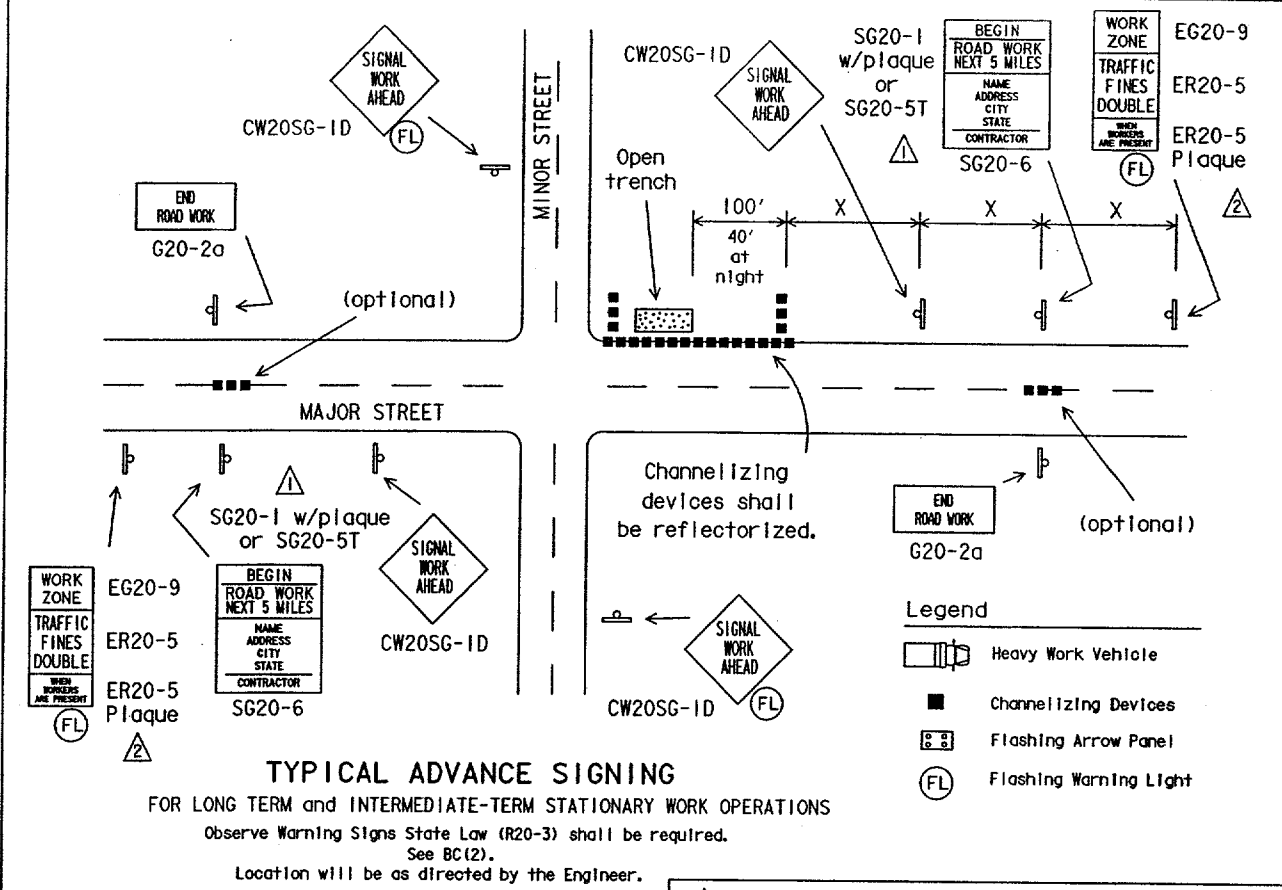 SIGNAL
WORK
AHEAD
CW20SG-1D
FL
END
ROAD WORK
G20-2a
(optional)
MINOR STREET
CW20SG-1D
SIGNAL
WORK
AHEAD
SG20-1
w/plaque
or
SG20-5T
1
BEGIN
ROAD WORK
NEXT 5 MILES
NAME
ADDRESS
CITY
STATE
CONTRACTOR
SG20-6
WORK
ZONE
TRAFFIC
FINES
DOUBLE
WHEN
WORKERS
ARE PRESENT
FL
EG20-9
ER20-5
ER20-5
Plaque
2
Open
trench
100'
40'
at
night
X
X
X
MAJOR STREET
Channelizing
devices shall
be reflectorized.
1
SG20-1 w/plaque
or SG20-5T
SIGNAL
WORK
AHEAD
CW20SG-1D
WORK
ZONE
TRAFFIC
FINES
DOUBLE
WHEN
WORKERS
ARE PRESENT
FL
EG20-9
ER20-5
ER20-5
Plaque
2
BEGIN
ROAD WORK
NEXT 5 MILES
NAME
ADDRESS
CITY
STATE
CONTRACTOR
SG20-6
SIGNAL
WORK
AHEAD
CW20SG-1D
FL
END
ROAD WORK
G20-2a
(optional)
Legend
Heavy Work Vehicle
Channelizing Devices
Flashing Arrow Panel
FL
Flashing Warning Light
TYPICAL ADVANCE SIGNING
FOR LONG TERM and INTERMEDIATE-TERM STATIONARY WORK OPERATIONS
Observe Warning Signs State Law (R20-3) shall be required.
See BC(2).
Location will be as directed by the Engineer.